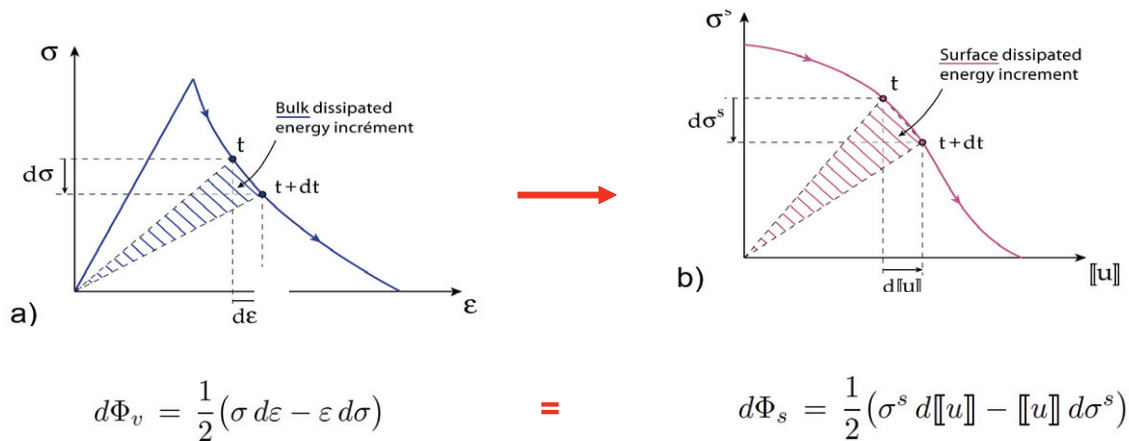 σ
Bulk dissipated
energy incrément
t
dσ
t+dt
ε
dε
a)
σˢ
Surface dissipated
energy increment
t
dσˢ
t+dt
⟦u⟧
d⟦u⟧
b)
dΦᵥ = 1/2 (σ dε − ε dσ)
=
dΦₛ = 1/2 (σˢ d⟦u⟧ − ⟦u⟧ dσˢ)